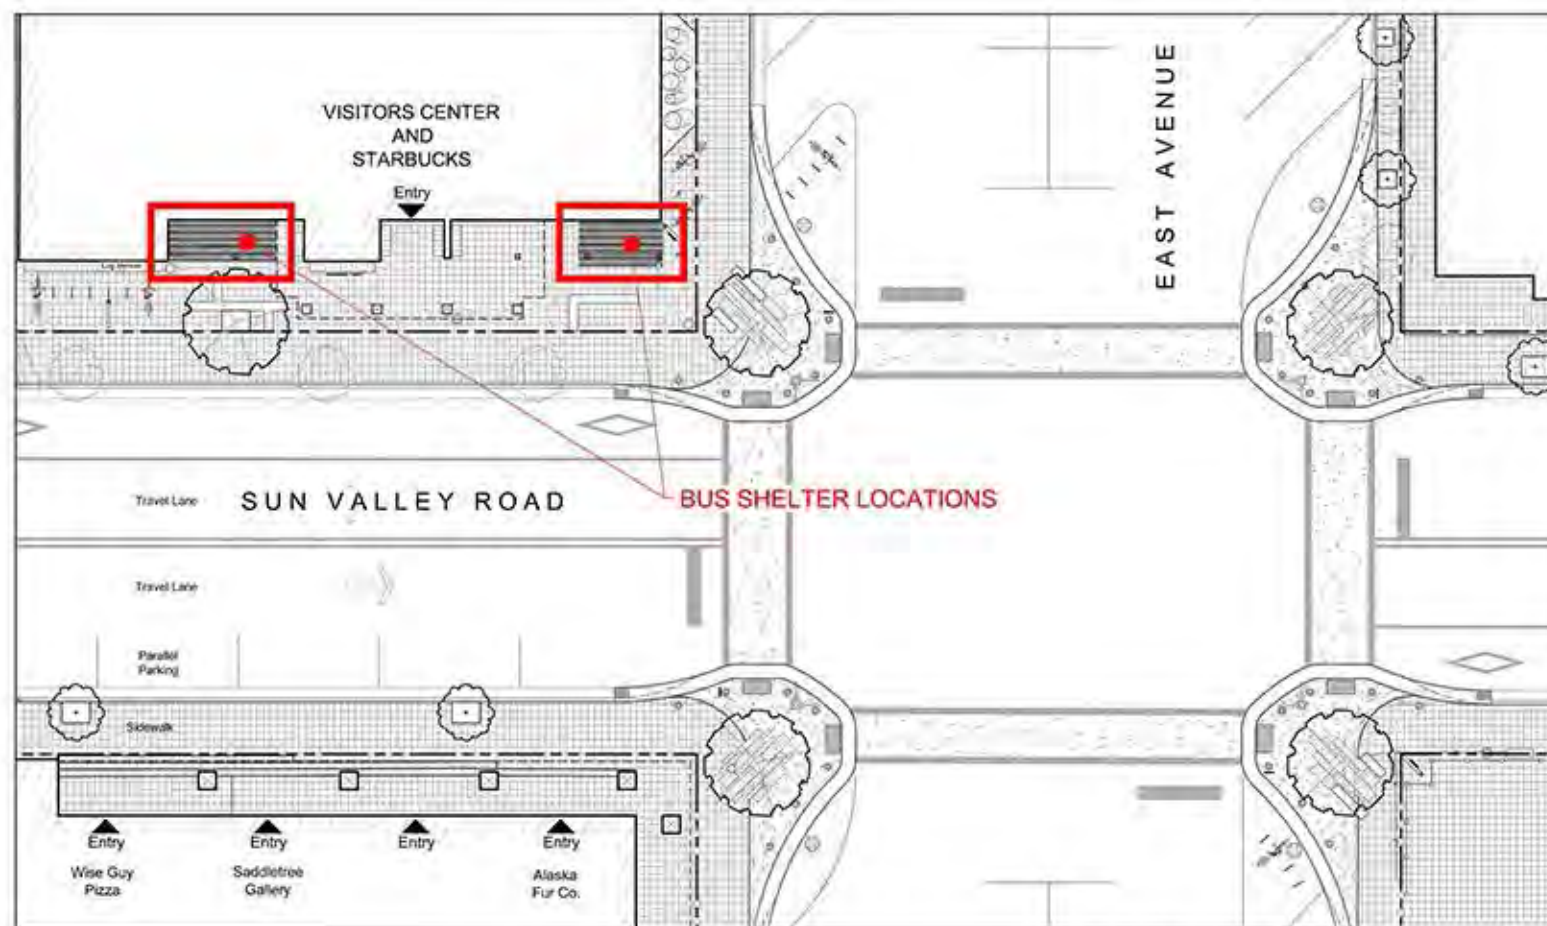 VISITORS CENTER
AND
STARBUCKS
Entry
EAST AVENUE
BUS SHELTER LOCATIONS
SUN VALLEY ROAD
Travel Lane
Travel Lane
Parallel
Parking
Sidewalk
Entry
Entry
Entry
Entry
Wise Guy
Pizza
Saddletree
Gallery
Alaska
Fur Co.